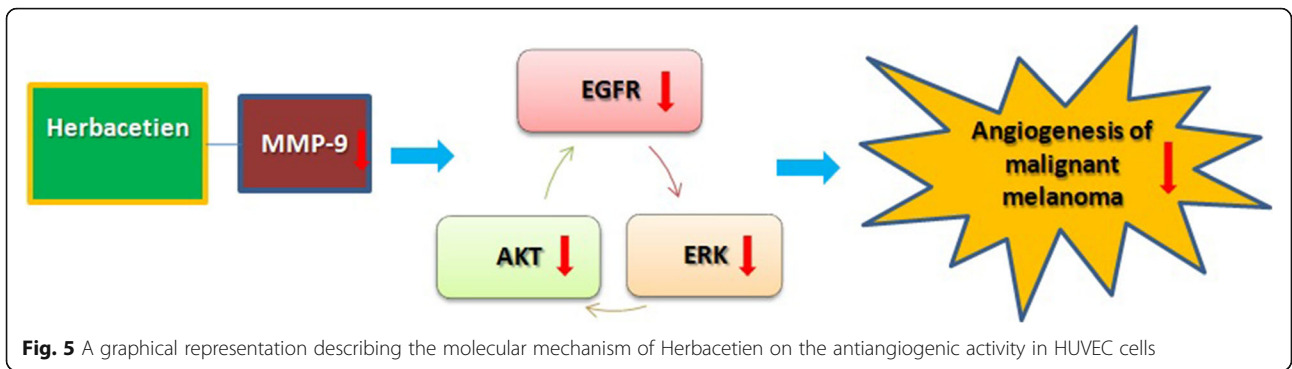 Herbacetien
MMP-9
EGFR
AKT
ERK
Angiogenesis of
malignant
melanoma
Fig. 5 A graphical representation describing the molecular mechanism of Herbacetien on the antiangiogenic activity in HUVEC cells